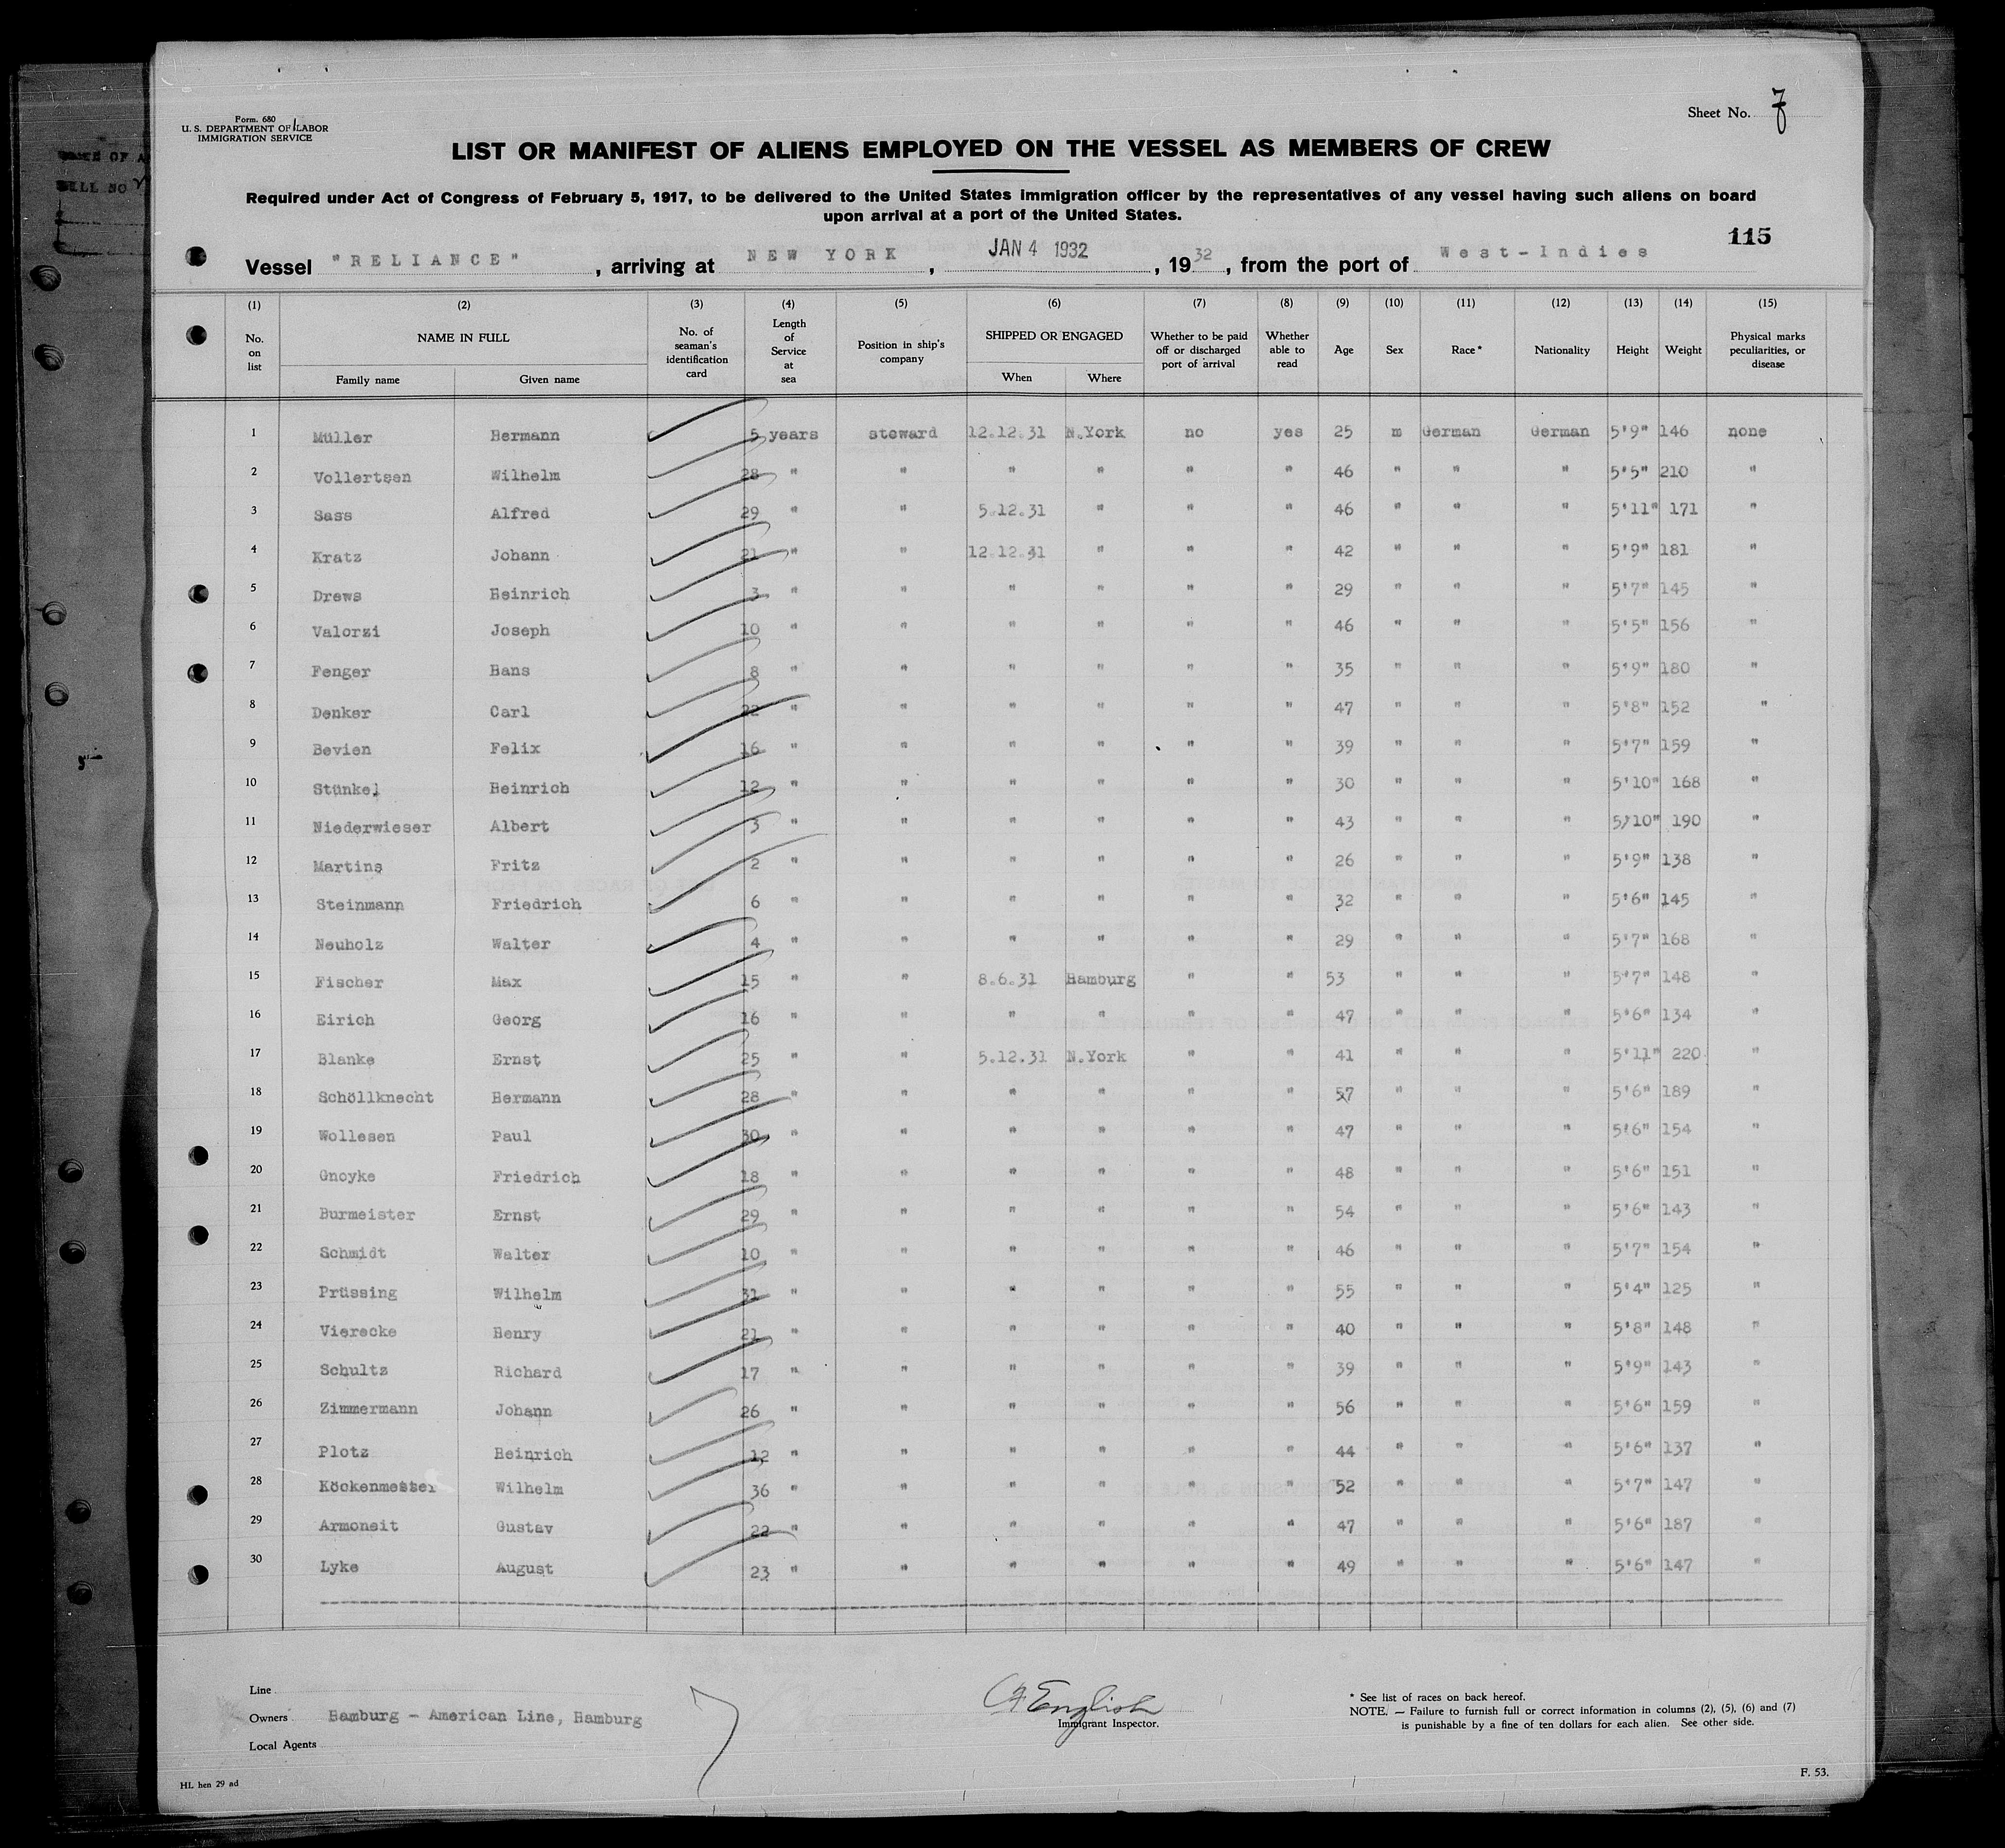 Form. 680
U. S. DEPARTMENT OF LABOR
IMMIGRATION SERVICE
Sheet No. 7
LIST OR MANIFEST OF ALIENS EMPLOYED ON THE VESSEL AS MEMBERS OF CREW
Required under Act of Congress of February 5, 1917, to be delivered to the United States immigration officer by the representatives of any vessel having such aliens on board
upon arrival at a port of the United States.
115
Vessel "RELIANCE", arriving at NEW YORK, JAN 4 1932, 1932, from the port of West-Indies
(1) (2) (3) (4) (5) (6) (7) (8) (9) (10) (11) (12) (13) (14) (15)
No. on list NAME IN FULL Family name Given name No. of seaman's identification card Length of Service at sea Position in ship's company SHIPPED OR ENGAGED When Where Whether to be paid off or discharged port of arrival Whether able to read Age Sex Race* Nationality Height Weight Physical marks peculiarities, or disease
1 Müller Hermann 5 years steward 12.12.31 N.York no yes 25 m German German 5'9" 146 none
2 Vollertsen Wilhelm 28 " " " " " " 46 " " " 5'5" 210 "
3 Sass Alfred 29 " " 5.12.31 " " " 46 " " " 5'11" 171 "
4 Kratz Johann 21 " " 12.12.31 " " " 42 " " " 5'9" 181 "
5 Drews Heinrich 3 " " " " " " 29 " " " 5'7" 145 "
6 Valorzi Joseph 10 " " " " " " 46 " " " 5'5" 156 "
7 Fenger Hans 8 " " " " " " 35 " " " 5'9" 180 "
8 Denker Carl 22 " " " " " " 47 " " " 5'8" 152 "
9 Bevien Felix 16 " " " " " " 39 " " " 5'7" 159 "
10 Stünkel Heinrich 12 " " " " " " 30 " " " 5'10" 168 "
11 Niederwieser Albert 3 " " " " " " 43 " " " 5'10" 190 "
12 Martins Fritz 2 " " " " " " 26 " " " 5'9" 138 "
13 Steinmann Friedrich 6 " " " " " " 32 " " " 5'6" 145 "
14 Neuholz Walter 4 " " " " " " 29 " " " 5'7" 168 "
15 Fischer Max 15 " " 8.6.31 Hamburg " " 53 " " " 5'7" 148 "
16 Eirich Georg 16 " " " " " " 47 " " " 5'6" 134 "
17 Blanke Ernst 25 " " 5.12.31 N.York " " 41 " " " 5'11" 220 "
18 Schöllknecht Hermann 28 " " " " " " 57 " " " 5'6" 189 "
19 Wollesen Paul 30 " " " " " " 47 " " " 5'6" 154 "
20 Gnoyke Friedrich 18 " " " " " " 48 " " " 5'6" 151 "
21 Burmeister Ernst 29 " " " " " " 54 " " " 5'6" 143 "
22 Schmidt Walter 10 " " " " " " 46 " " " 5'7" 154 "
23 Prüssing Wilhelm 31 " " " " " " 55 " " " 5'4" 125 "
24 Vierecke Henry 21 " " " " " " 40 " " " 5'8" 148 "
25 Schultz Richard 17 " " " " " " 39 " " " 5'9" 143 "
26 Zimmermann Johann 26 " " " " " " 56 " " " 5'6" 159 "
27 Plotz Heinrich 12 " " " " " " 44 " " " 5'6" 137 "
28 Köckenmester Wilhelm 36 " " " " " " 52 " " " 5'7" 147 "
29 Armoneit Gustav 22 " " " " " " 47 " " " 5'6" 187 "
30 Lyke August 23 " " " " " " 49 " " " 5'6" 147 "
Line
Owners Hamburg - American Line, Hamburg
Local Agents
7
English
Immigrant Inspector.
* See list of races on back hereof.
NOTE. — Failure to furnish full or correct information in columns (2), (5), (6) and (7)
is punishable by a fine of ten dollars for each alien. See other side.
HL hen 29 ad
F. 53.